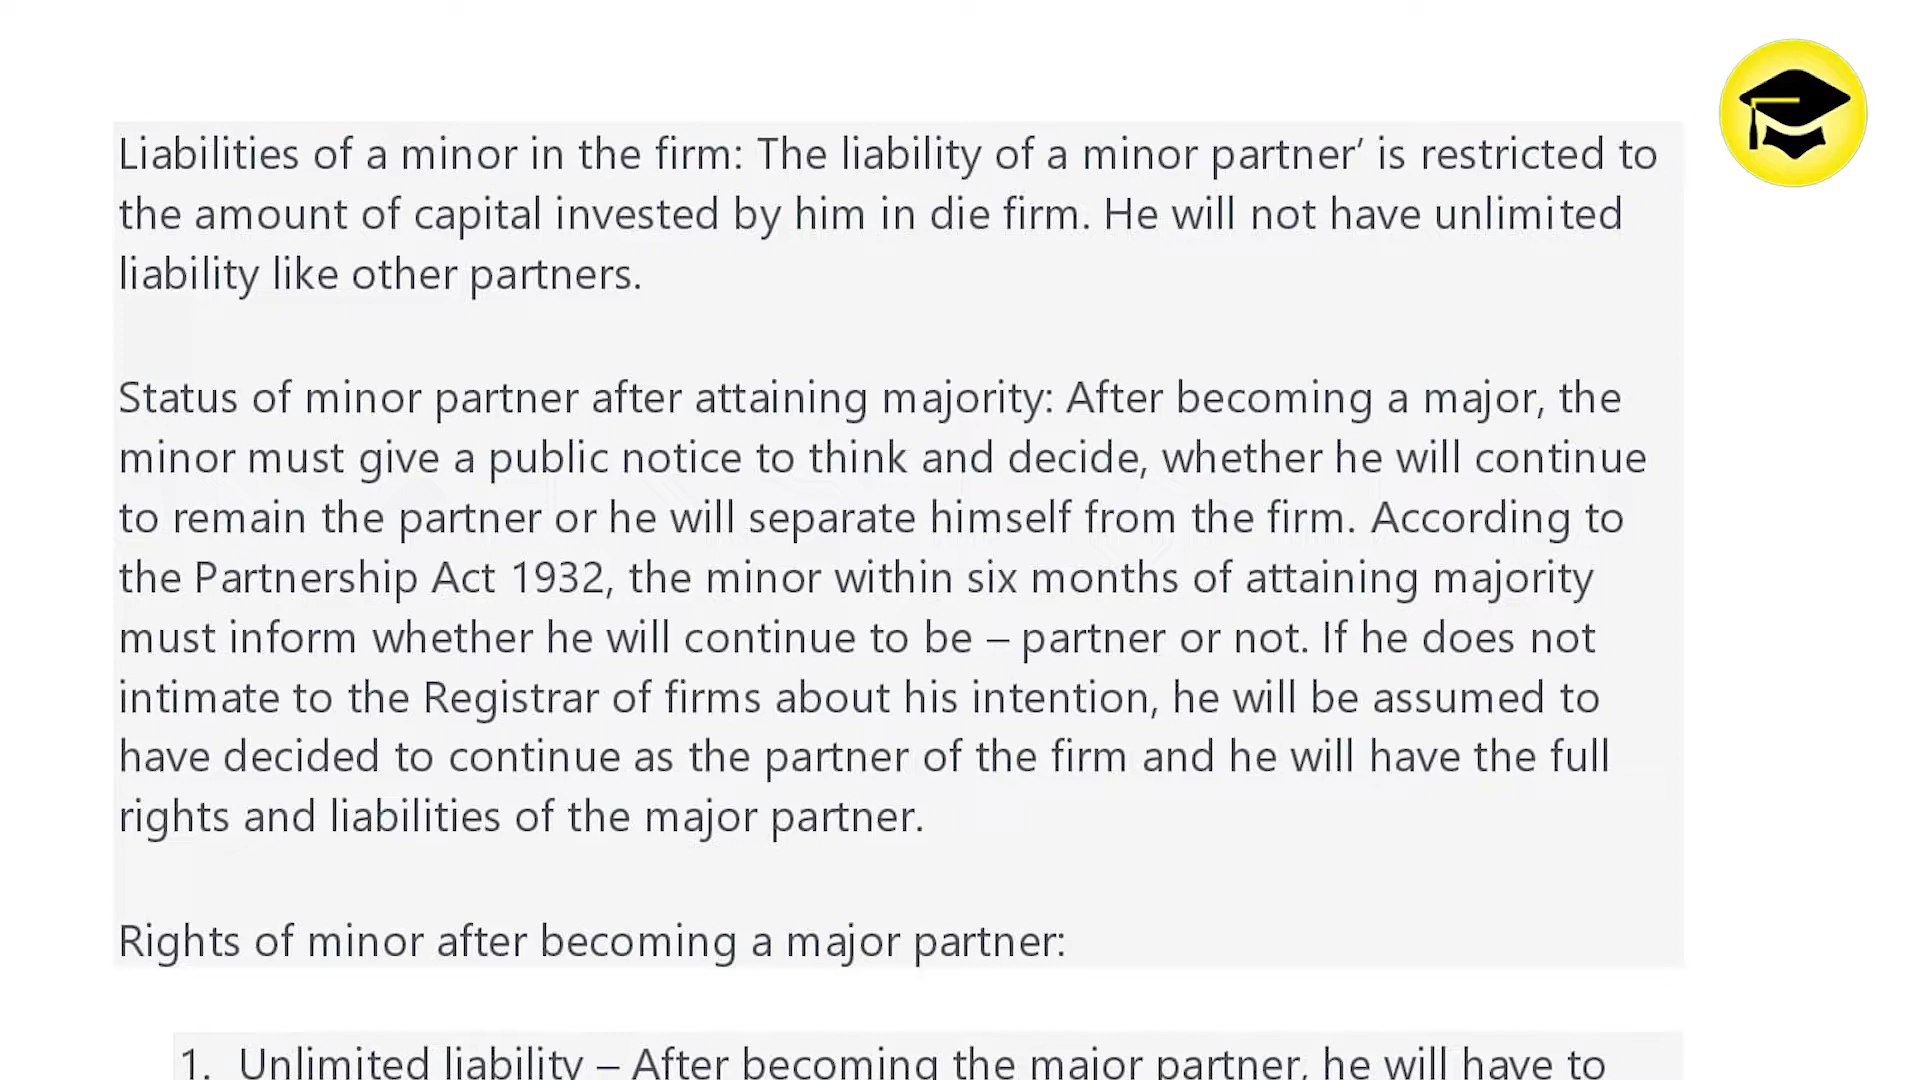 Liabilities of a minor in the firm: The liability of a minor partner’ is restricted to
the amount of capital invested by him in die firm. He will not have unlimited
liability like other partners.
Status of minor partner after attaining majority: After becoming a major, the
minor must give a public notice to think and decide, whether he will continue
to remain the partner or he will separate himself from the firm. According to
the Partnership Act 1932, the minor within six months of attaining majority
must inform whether he will continue to be – partner or not. If he does not
intimate to the Registrar of firms about his intention, he will be assumed to
have decided to continue as the partner of the firm and he will have the full
rights and liabilities of the major partner.
Rights of minor after becoming a major partner:
1. Unlimited liability – After becoming the major partner, he will have to